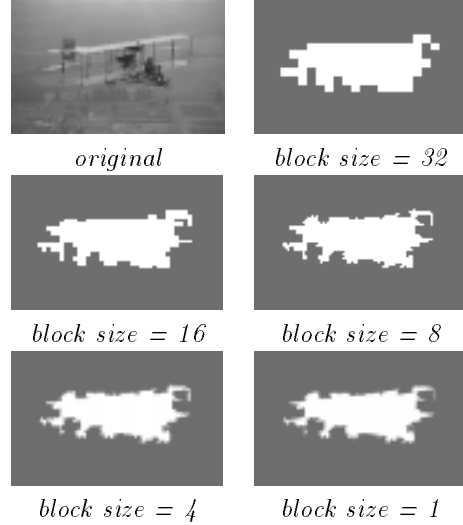 original
block size = 32
block size = 16
block size = 8
block size = 4
block size = 1